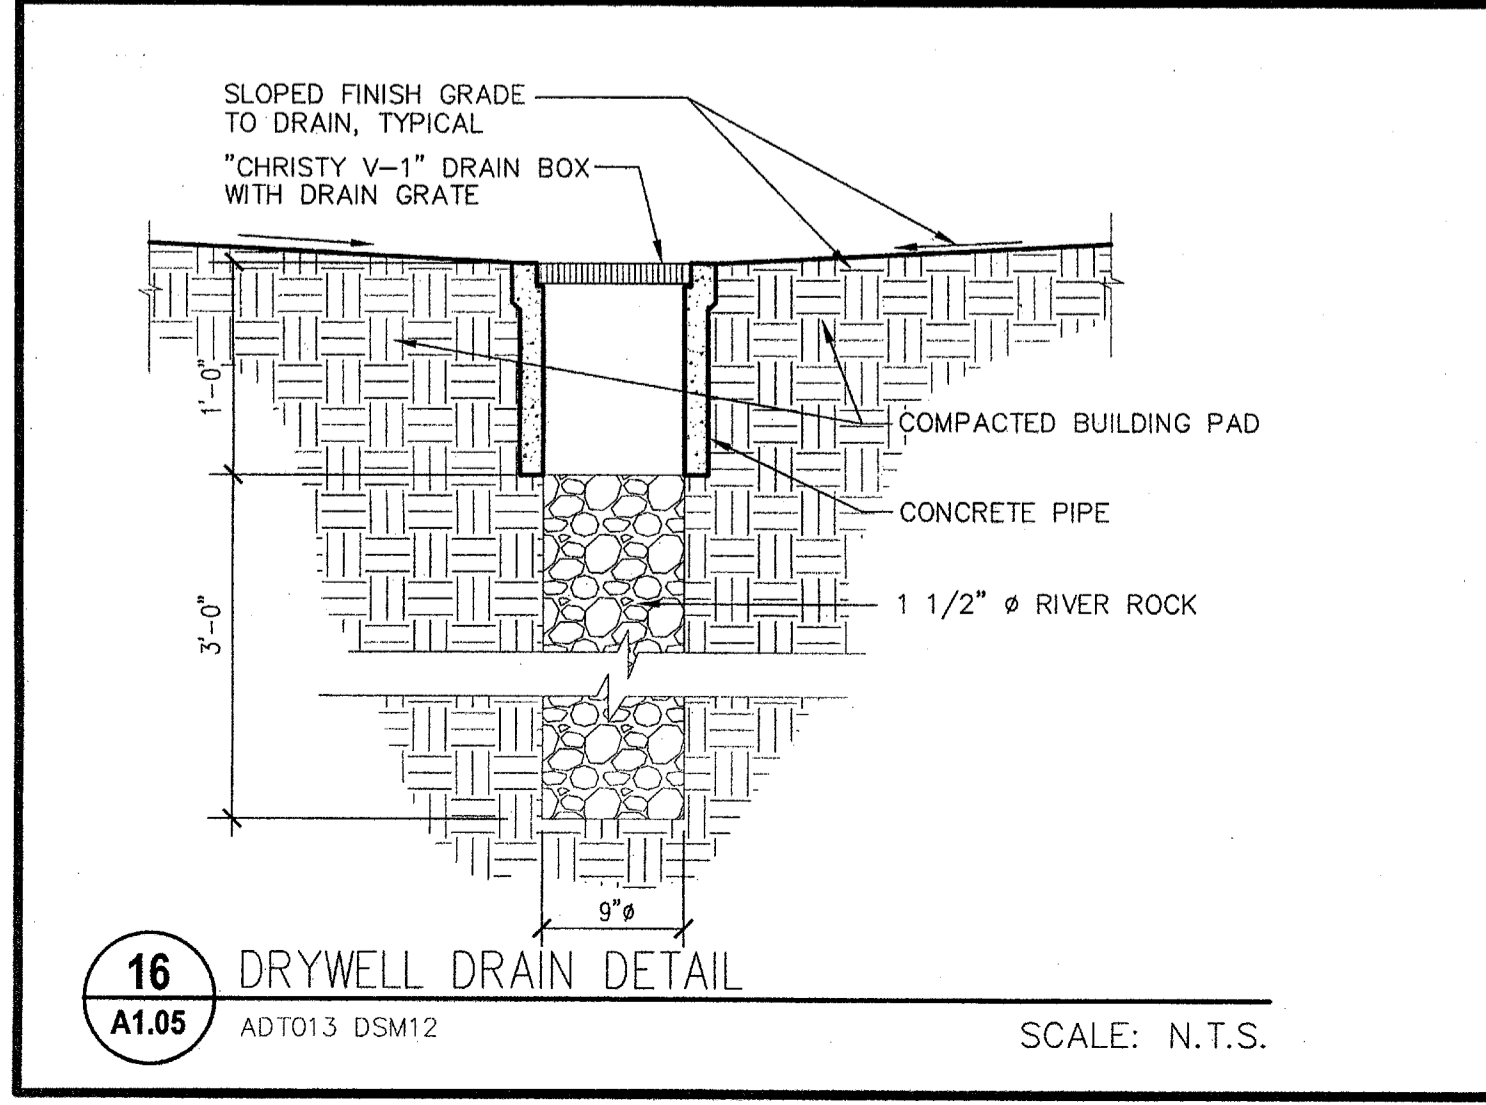 SLOPED FINISH GRADE
TO DRAIN, TYPICAL
"CHRISTY V-1" DRAIN BOX
WITH DRAIN GRATE
1'-0"
COMPACTED BUILDING PAD
CONCRETE PIPE
1 1/2" ø RIVER ROCK
3'-0"
9"ø
16
A1.05
DRYWELL DRAIN DETAIL
ADT013 DSM12
SCALE: N.T.S.